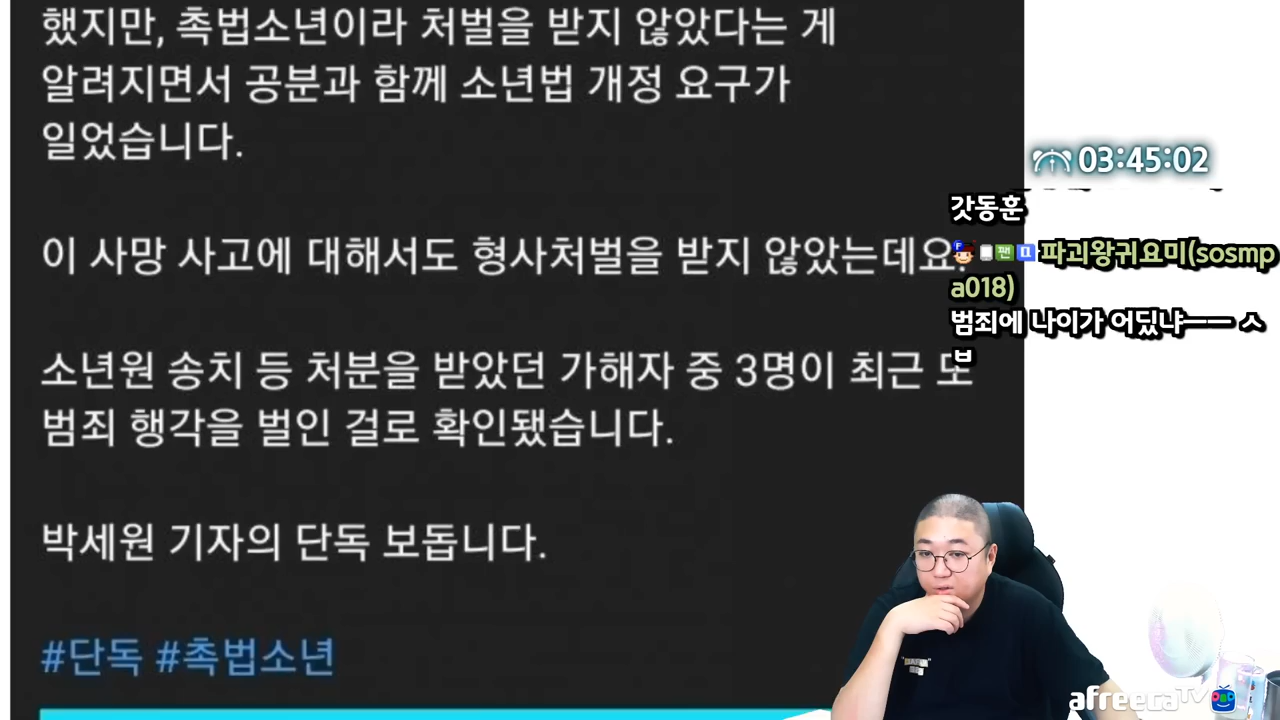 했지만, 촉법소년이라 처벌을 받지 않았다는 게
알려지면서 공분과 함께 소년법 개정 요구가
일었습니다.
이 사망 사고에 대해서도 형사처벌을 받지 않았는데요.
소년원 송치 등 처분을 받았던 가해자 중 3명이 최근 또
범죄 행각을 벌인 걸로 확인됐습니다.
박세원 기자의 단독 보돕니다.
#단독 #촉법소년
03:45:02
갓동훈
F 팬 파괴왕귀요미(sosmp
a018)
범죄에 나이가 어딨냐ㅡㅡ ㅅ
ㅂ
afreecaTV